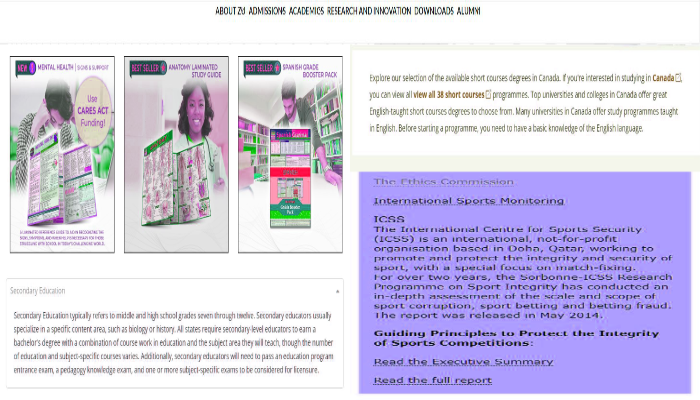 ABOUT ZU ADMISSIONS ACADEMICS RESEARCH AND INNOVATION DOWNLOADS ALUMNI
NEW MENTAL HEALTH | SIGNS & SUPPORT
Use
CARES ACT
Funding!
BEST SELLER ANATOMY LAMINATED
STUDY GUIDE
BEST SELLER SPANISH GRADE
BOOSTER PACK
Explore our selection of the available short courses degrees in Canada. If you're interested in studying in Canada,
you can view all view all 38 short courses programmes. Top universities and colleges in Canada offer great
English-taught short courses degrees to choose from. Many universities in Canada offer study programmes taught
in English. Before starting a programme, you need to have a basic knowledge of the English language.
The Ethics Commission
International Sports Monitoring
ICSS
The International Centre for Sports Security
(ICSS) is an international, not-for-profit
organisation based in Doha, Qatar, working to
promote and protect the integrity and security of
sport, with a special focus on match-fixing.
For over two years, the Sorbonne-ICSS Research
Programme on Sport Integrity has conducted an
in-depth assessment of the scale and scope of
sport corruption, sport betting and betting fraud.
The report was released in May 2014.
Guiding Principles to Protect the Integrity
of Sports Competitions:
Read the Executive Summary
Read the full report
Secondary Education
Secondary Education typically refers to middle and high school grades seven through twelve. Secondary educators usually
specialize in a specific content area, such as biology or history. All states require secondary-level educators to earn a
bachelor's degree with a combination of course work in education and the subject area they will teach, though the number
of education and subject-specific courses varies. Additionally, secondary educators will need to pass an education program
entrance exam, a pedagogy knowledge exam, and one or more subject-specific exams to be considered for licensure.